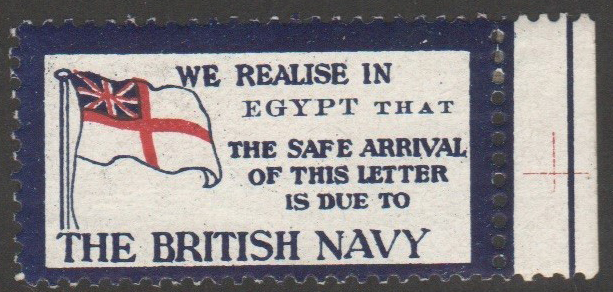 WE REALISE IN
EGYPT THAT
THE SAFE ARRIVAL
OF THIS LETTER
IS DUE TO
THE BRITISH NAVY